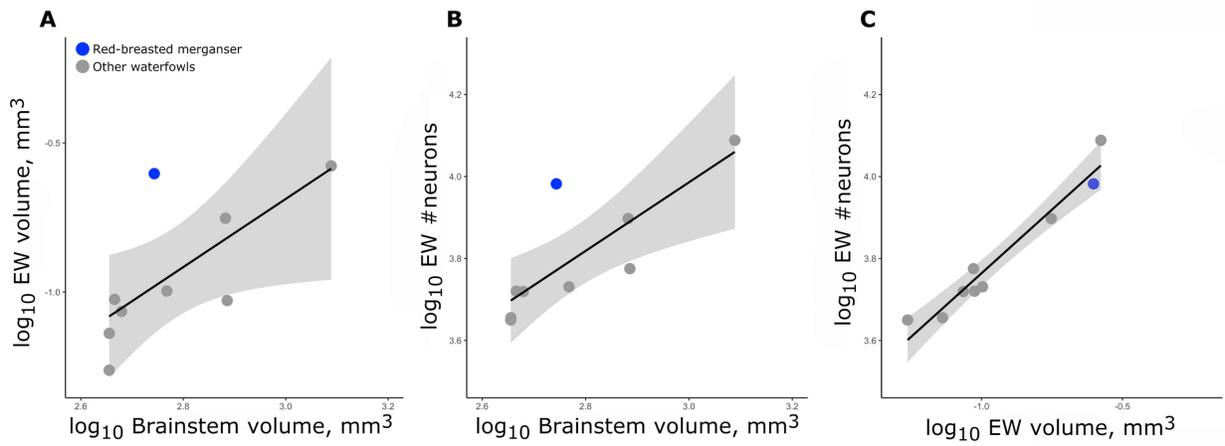 A
Red-breasted merganser
Other waterfowls
log10 EW volume, mm3
-0.5
-1.0
2.6 2.8 3.0 3.2
log10 Brainstem volume, mm3
B
log10 EW #neurons
4.2
4.0
3.8
3.6
2.6 2.8 3.0 3.2
log10 Brainstem volume, mm3
C
log10 EW #neurons
4.2
4.0
3.8
3.6
-1.0 -0.5
log10 EW volume, mm3